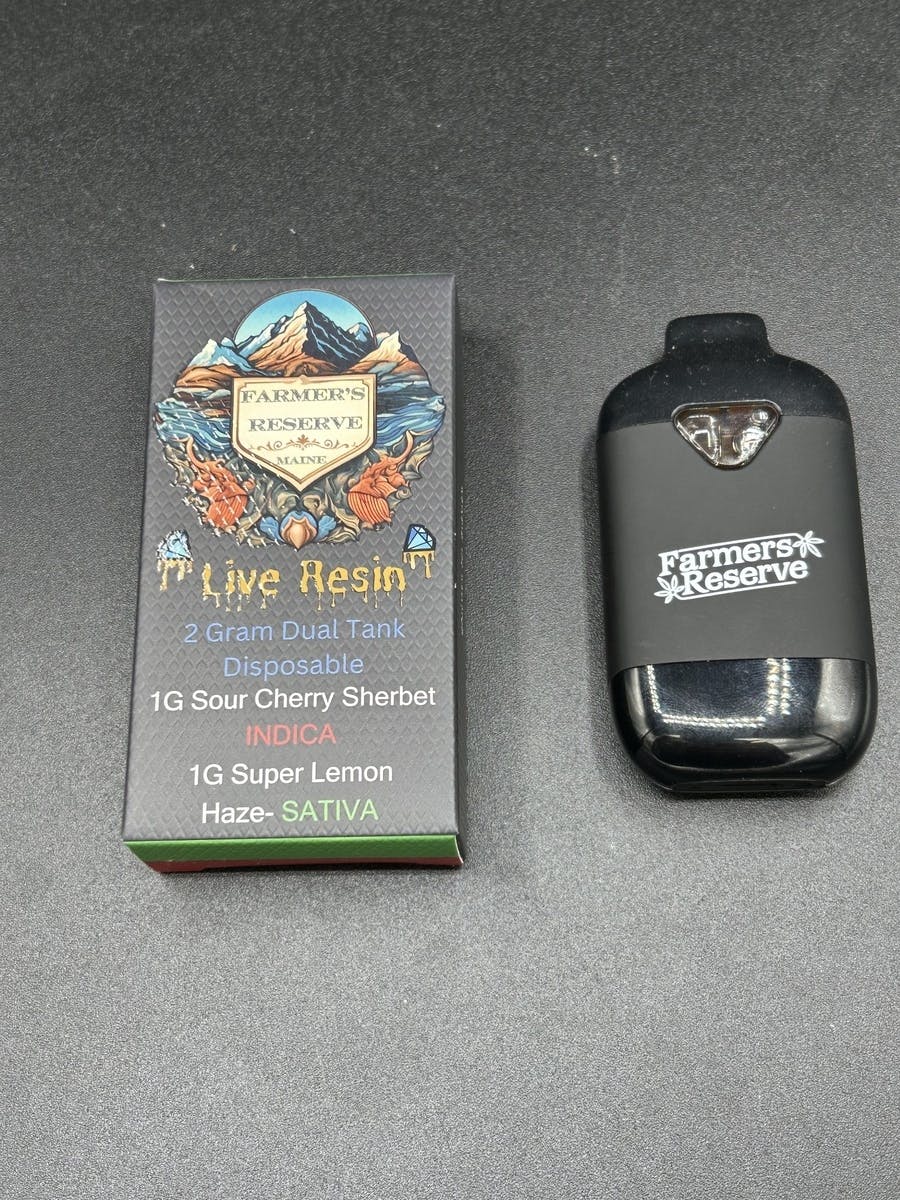 FARMER'S
RESERVE
MAINE
Live Resin
2 Gram Dual Tank
Disposable
1G Sour Cherry Sherbet
INDICA
1G Super Lemon
Haze- SATIVA
Farmers
Reserve